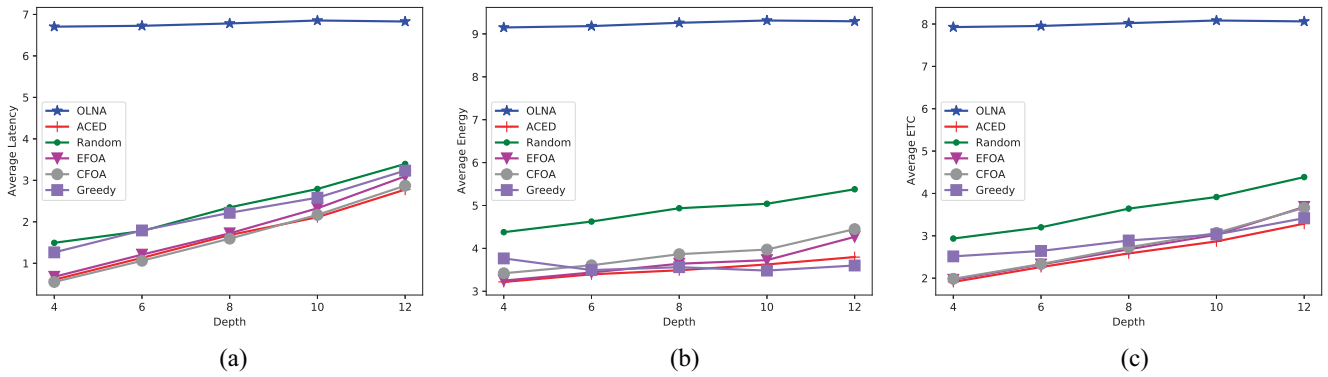 7
6
5
4
3
2
1
Average Latency
OLNA
ACED
Random
EFOA
CFOA
Greedy
4 6 8 10 12
Depth
(a)
9
8
7
6
5
4
3
Average Energy
OLNA
ACED
Random
EFOA
CFOA
Greedy
4 6 8 10 12
Depth
(b)
8
7
6
5
4
3
2
Average ETC
OLNA
ACED
Random
EFOA
CFOA
Greedy
4 6 8 10 12
Depth
(c)